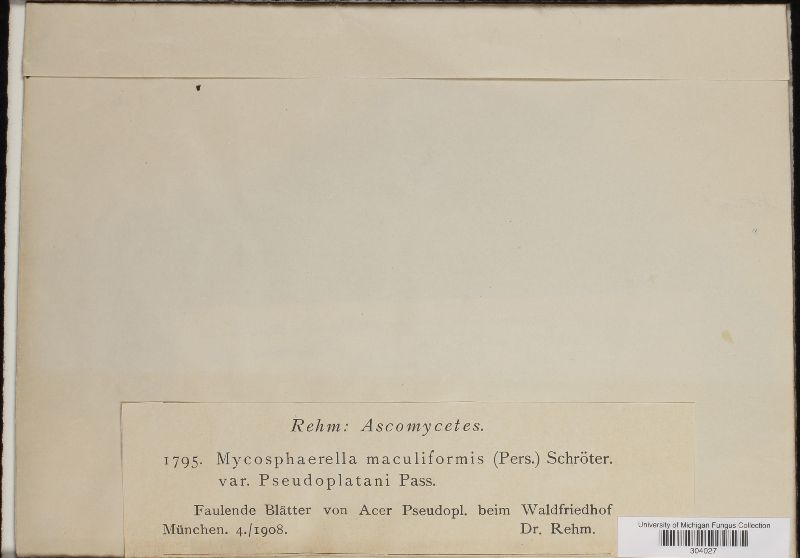 Rehm: Ascomycetes.
1795. Mycosphaerella maculiformis (Pers.) Schröter.
var. Pseudoplatani Pass.
Faulende Blätter von Acer Pseudopl. beim Waldfriedhof
München. 4./1908. Dr. Rehm.
University of Michigan Fungus Collection
304027